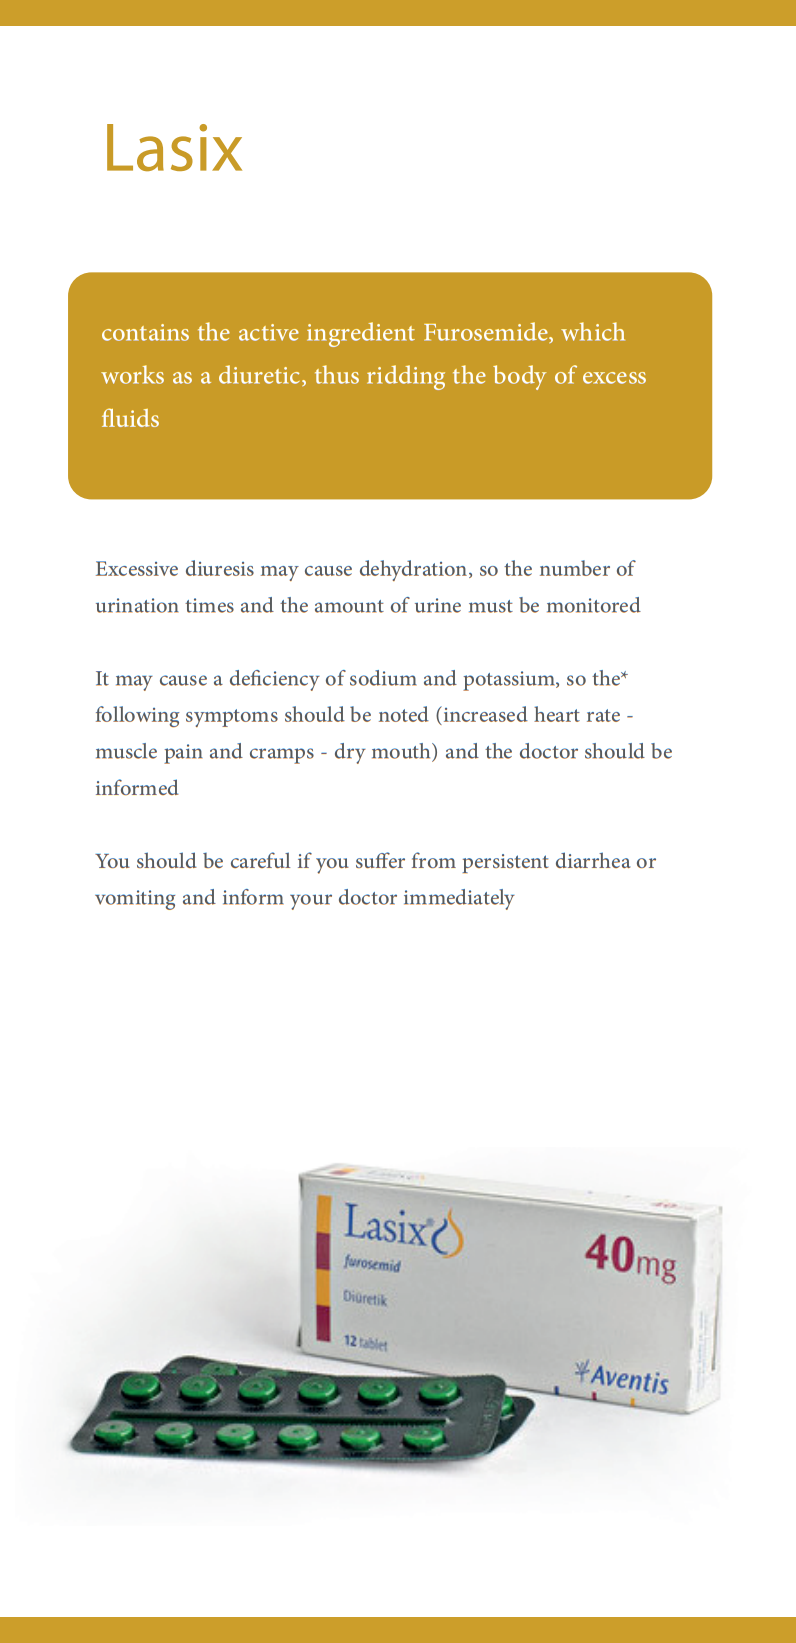 Lasix
contains the active ingredient Furosemide, which
works as a diuretic, thus ridding the body of excess
fluids
Excessive diuresis may cause dehydration, so the number of
urination times and the amount of urine must be monitored
It may cause a deficiency of sodium and potassium, so the*
following symptoms should be noted (increased heart rate -
muscle pain and cramps - dry mouth) and the doctor should be
informed
You should be careful if you suffer from persistent diarrhea or
vomiting and inform your doctor immediately
Lasix®
furosemid
Diüretik
12 tablet
40mg
Aventis